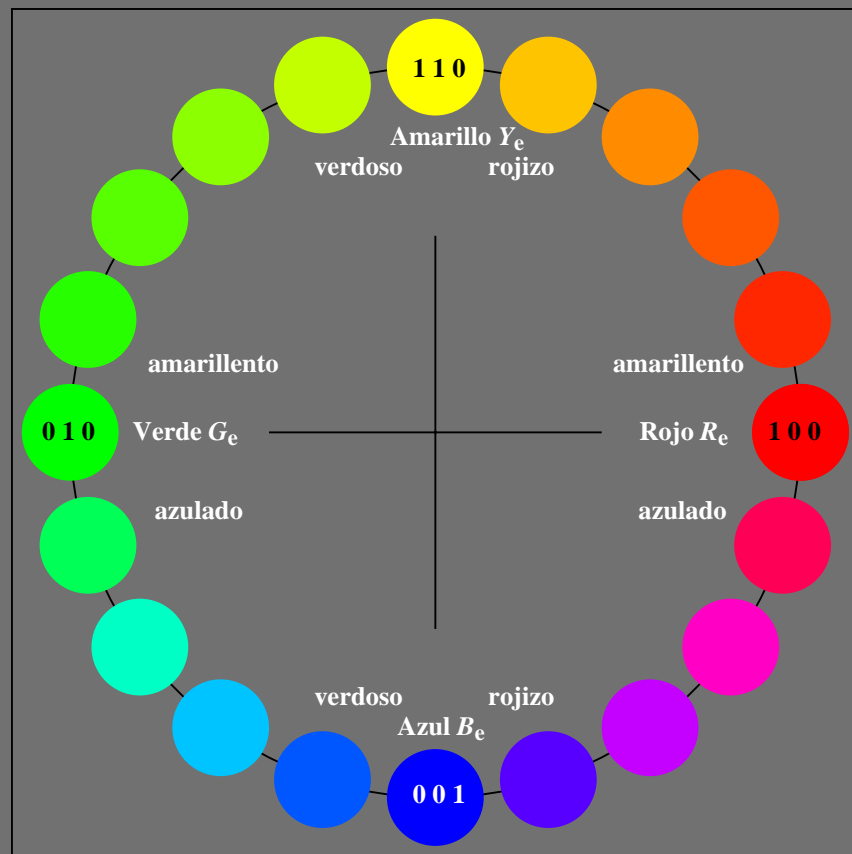 1 1 0
Amarillo Ye
verdoso rojizo
amarillento amarillento
0 1 0 Verde Ge Rojo Re 1 0 0
azulado azulado
verdoso rojizo
Azul Be
0 0 1